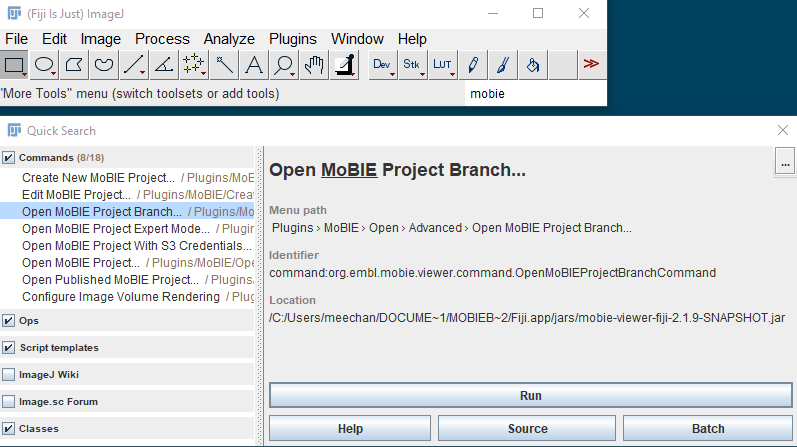 (Fiji Is Just) ImageJ
File Edit Image Process Analyze Plugins Window Help
A Dev Stk LUT >>
"More Tools" menu (switch toolsets or add tools) mobie
Quick Search
Commands (8/18)
Create New MoBIE Project... / Plugins/MoB
Edit MoBIE Project... / Plugins/MoBIE/Creat
Open MoBIE Project Branch... / Plugins/Mo
Open MoBIE Project Expert Mode... / Plugin
Open MoBIE Project With S3 Credentials...
Open MoBIE Project... / Plugins/MoBIE/Ope
Open Published MoBIE Project... / Plugins/
Configure Image Volume Rendering / Plug
Ops
Script templates
ImageJ Wiki
Image.sc Forum
Classes
Open MoBIE Project Branch...
...
Menu path
Plugins › MoBIE › Open › Advanced › Open MoBIE Project Branch...
Identifier
command:org.embl.mobie.viewer.command.OpenMoBIEProjectBranchCommand
Location
/C:/Users/meechan/DOCUME~1/MOBIEB~2/Fiji.app/jars/mobie-viewer-fiji-2.1.9-SNAPSHOT.jar
Run
Help Source Batch